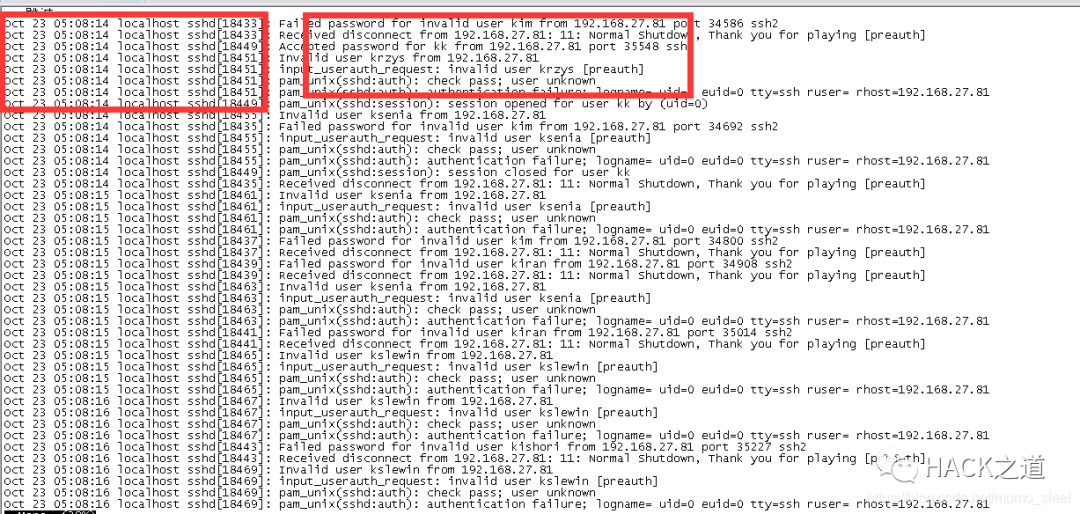 Oct 23 05:08:14 localhost sshd[18433]: Failed password for invalid user kim from 192.168.27.81 port 34586 ssh2
Oct 23 05:08:14 localhost sshd[18433]: Received disconnect from 192.168.27.81: 11: Normal Shutdown, Thank you for playing [preauth]
Oct 23 05:08:14 localhost sshd[18449]: Accepted password for kk from 192.168.27.81 port 35548 ssh
Oct 23 05:08:14 localhost sshd[18451]: Invalid user krzys from 192.168.27.81
Oct 23 05:08:14 localhost sshd[18451]: input_userauth_request: invalid user krzys [preauth]
Oct 23 05:08:14 localhost sshd[18451]: pam_unix(sshd:auth): check pass; user unknown
Oct 23 05:08:14 localhost sshd[18451]: pam_unix(sshd:auth): authentication failure; logname= uid=0 euid=0 tty=ssh ruser= rhost=192.168.27.81
Oct 23 05:08:14 localhost sshd[18449]: pam_unix(sshd:session): session opened for user kk by (uid=0)
Oct 23 05:08:14 localhost sshd[18455]: Invalid user ksenia from 192.168.27.81
Oct 23 05:08:14 localhost sshd[18435]: Failed password for invalid user kim from 192.168.27.81 port 34692 ssh2
Oct 23 05:08:14 localhost sshd[18455]: input_userauth_request: invalid user ksenia [preauth]
Oct 23 05:08:14 localhost sshd[18455]: pam_unix(sshd:auth): check pass; user unknown
Oct 23 05:08:14 localhost sshd[18455]: pam_unix(sshd:auth): authentication failure; logname= uid=0 euid=0 tty=ssh ruser= rhost=192.168.27.81
Oct 23 05:08:14 localhost sshd[18449]: pam_unix(sshd:session): session closed for user kk
Oct 23 05:08:14 localhost sshd[18435]: Received disconnect from 192.168.27.81: 11: Normal Shutdown, Thank you for playing [preauth]
Oct 23 05:08:15 localhost sshd[18461]: Invalid user ksenia from 192.168.27.81
Oct 23 05:08:15 localhost sshd[18461]: input_userauth_request: invalid user ksenia [preauth]
Oct 23 05:08:15 localhost sshd[18461]: pam_unix(sshd:auth): check pass; user unknown
Oct 23 05:08:15 localhost sshd[18461]: pam_unix(sshd:auth): authentication failure; logname= uid=0 euid=0 tty=ssh ruser= rhost=192.168.27.81
Oct 23 05:08:15 localhost sshd[18437]: Failed password for invalid user kim from 192.168.27.81 port 34800 ssh2
Oct 23 05:08:15 localhost sshd[18437]: Received disconnect from 192.168.27.81: 11: Normal Shutdown, Thank you for playing [preauth]
Oct 23 05:08:15 localhost sshd[18439]: Failed password for invalid user kiran from 192.168.27.81 port 34908 ssh2
Oct 23 05:08:15 localhost sshd[18439]: Received disconnect from 192.168.27.81: 11: Normal Shutdown, Thank you for playing [preauth]
Oct 23 05:08:15 localhost sshd[18463]: Invalid user ksenia from 192.168.27.81
Oct 23 05:08:15 localhost sshd[18463]: input_userauth_request: invalid user ksenia [preauth]
Oct 23 05:08:15 localhost sshd[18463]: pam_unix(sshd:auth): check pass; user unknown
Oct 23 05:08:15 localhost sshd[18463]: pam_unix(sshd:auth): authentication failure; logname= uid=0 euid=0 tty=ssh ruser= rhost=192.168.27.81
Oct 23 05:08:15 localhost sshd[18441]: Failed password for invalid user kiran from 192.168.27.81 port 35014 ssh2
Oct 23 05:08:15 localhost sshd[18441]: Received disconnect from 192.168.27.81: 11: Normal Shutdown, Thank you for playing [preauth]
Oct 23 05:08:15 localhost sshd[18465]: Invalid user kslewin from 192.168.27.81
Oct 23 05:08:15 localhost sshd[18465]: input_userauth_request: invalid user kslewin [preauth]
Oct 23 05:08:15 localhost sshd[18465]: pam_unix(sshd:auth): check pass; user unknown
Oct 23 05:08:15 localhost sshd[18465]: pam_unix(sshd:auth): authentication failure; logname= uid=0 euid=0 tty=ssh ruser= rhost=192.168.27.81
Oct 23 05:08:16 localhost sshd[18467]: Invalid user kslewin from 192.168.27.81
Oct 23 05:08:16 localhost sshd[18467]: input_userauth_request: invalid user kslewin [preauth]
Oct 23 05:08:16 localhost sshd[18467]: pam_unix(sshd:auth): check pass; user unknown
Oct 23 05:08:16 localhost sshd[18467]: pam_unix(sshd:auth): authentication failure; logname= uid=0 euid=0 tty=ssh ruser= rhost=192.168.27.81
Oct 23 05:08:16 localhost sshd[18443]: Failed password for invalid user kishori from 192.168.27.81 port 35227 ssh2
Oct 23 05:08:16 localhost sshd[18443]: Received disconnect from 192.168.27.81: 11: Normal Shutdown, Thank you for playing [preauth]
Oct 23 05:08:16 localhost sshd[18469]: Invalid user kslewin from 192.168.27.81
Oct 23 05:08:16 localhost sshd[18469]: input_userauth_request: invalid user kslewin [preauth]
Oct 23 05:08:16 localhost sshd[18469]: pam_unix(sshd:auth): check pass; user unknown
Oct 23 05:08:16 localhost sshd[18469]: pam_unix(sshd:auth): authentication failure; logname= uid=0 euid=0 tty=ssh ruser= rhost=192.168.27.81
HACK之道
https://blog.csdn.net/momo_sleet